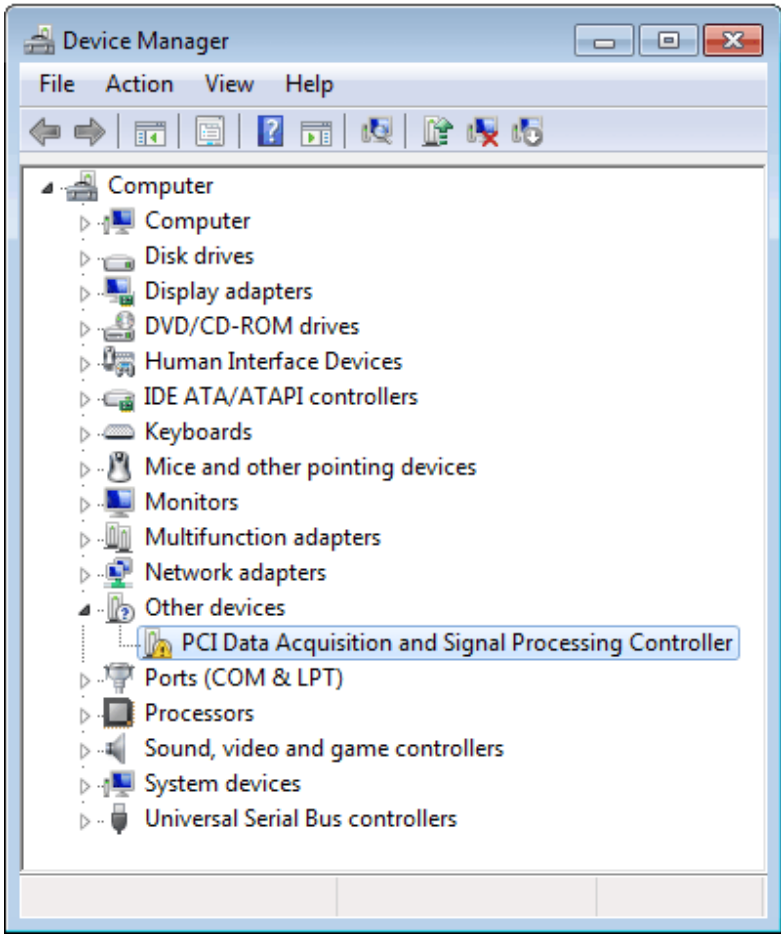 Device Manager
File Action View Help
Computer
Computer
Disk drives
Display adapters
DVD/CD-ROM drives
Human Interface Devices
IDE ATA/ATAPI controllers
Keyboards
Mice and other pointing devices
Monitors
Multifunction adapters
Network adapters
Other devices
PCI Data Acquisition and Signal Processing Controller
Ports (COM & LPT)
Processors
Sound, video and game controllers
System devices
Universal Serial Bus controllers